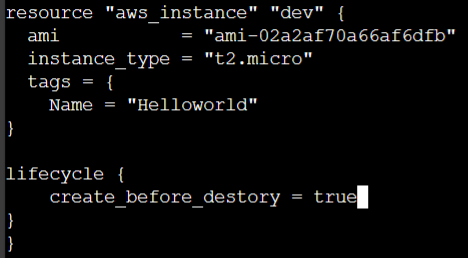 resource "aws_instance" "dev" {
  ami           = "ami-02a2af70a66af6dfb"
  instance_type = "t2.micro"
  tags = {
    Name = "Helloworld"
}

lifecycle {
    create_before_destory = true
}
}